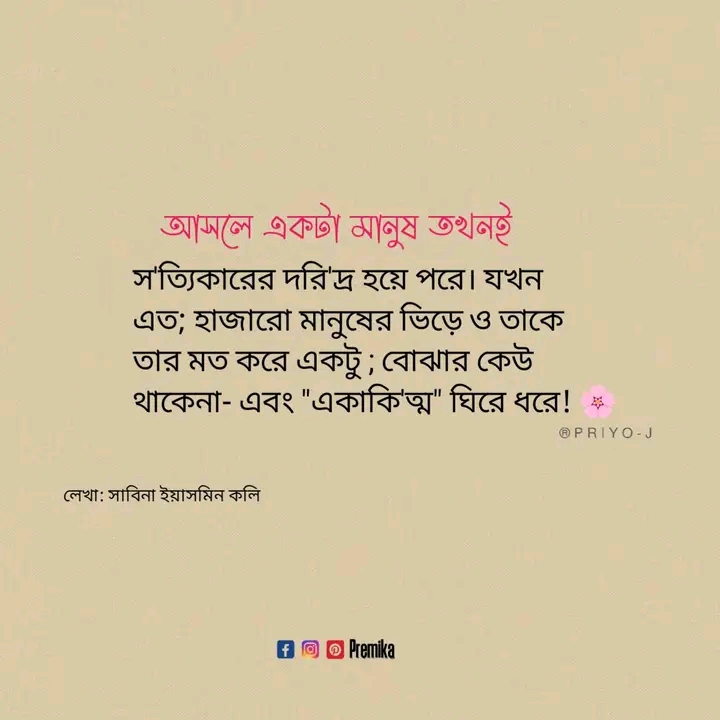 আসলে একটা মানুষ তখনই
স'ত্যিকারের দরি'দ্র হয়ে পরে। যখন
এত; হাজারো মানুষের ভিড়ে ও তাকে
তার মত করে একটু ; বোঝার কেউ
থাকেনা- এবং "একাকি'ত্ম" ঘিরে ধরে! 🌸
®PRIYO-J
লেখা: সাবিনা ইয়াসমিন কলি
Premika